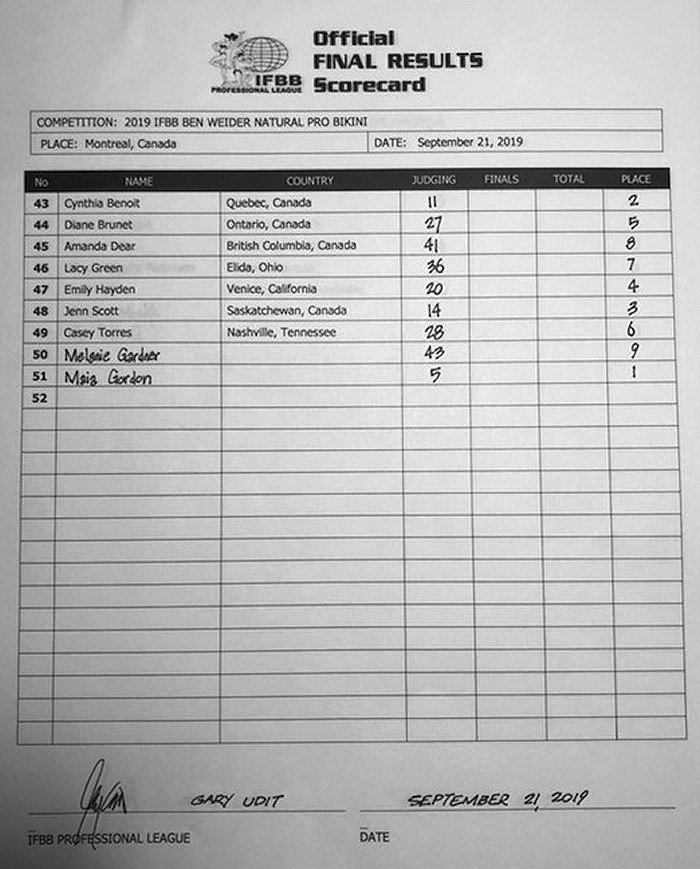 Official
FINAL RESULTS
Scorecard
IFBB
PROFESSIONAL LEAGUE
COMPETITION: 2019 IFBB BEN WEIDER NATURAL PRO BIKINI
PLACE: Montreal, Canada DATE: September 21, 2019
No NAME COUNTRY JUDGING FINALS TOTAL PLACE
43 Cynthia Benoit Quebec, Canada 11 2
44 Diane Brunet Ontario, Canada 27 5
45 Amanda Dear British Columbia, Canada 41 8
46 Lacy Green Elida, Ohio 36 7
47 Emily Hayden Venice, California 20 4
48 Jenn Scott Saskatchewan, Canada 14 3
49 Casey Torres Nashville, Tennessee 28 6
50 Melanie Gardner 43 9
51 Maia Gordon 5 1
52
GARY UDIT SEPTEMBER 21, 2019
IFBB PROFESSIONAL LEAGUE DATE